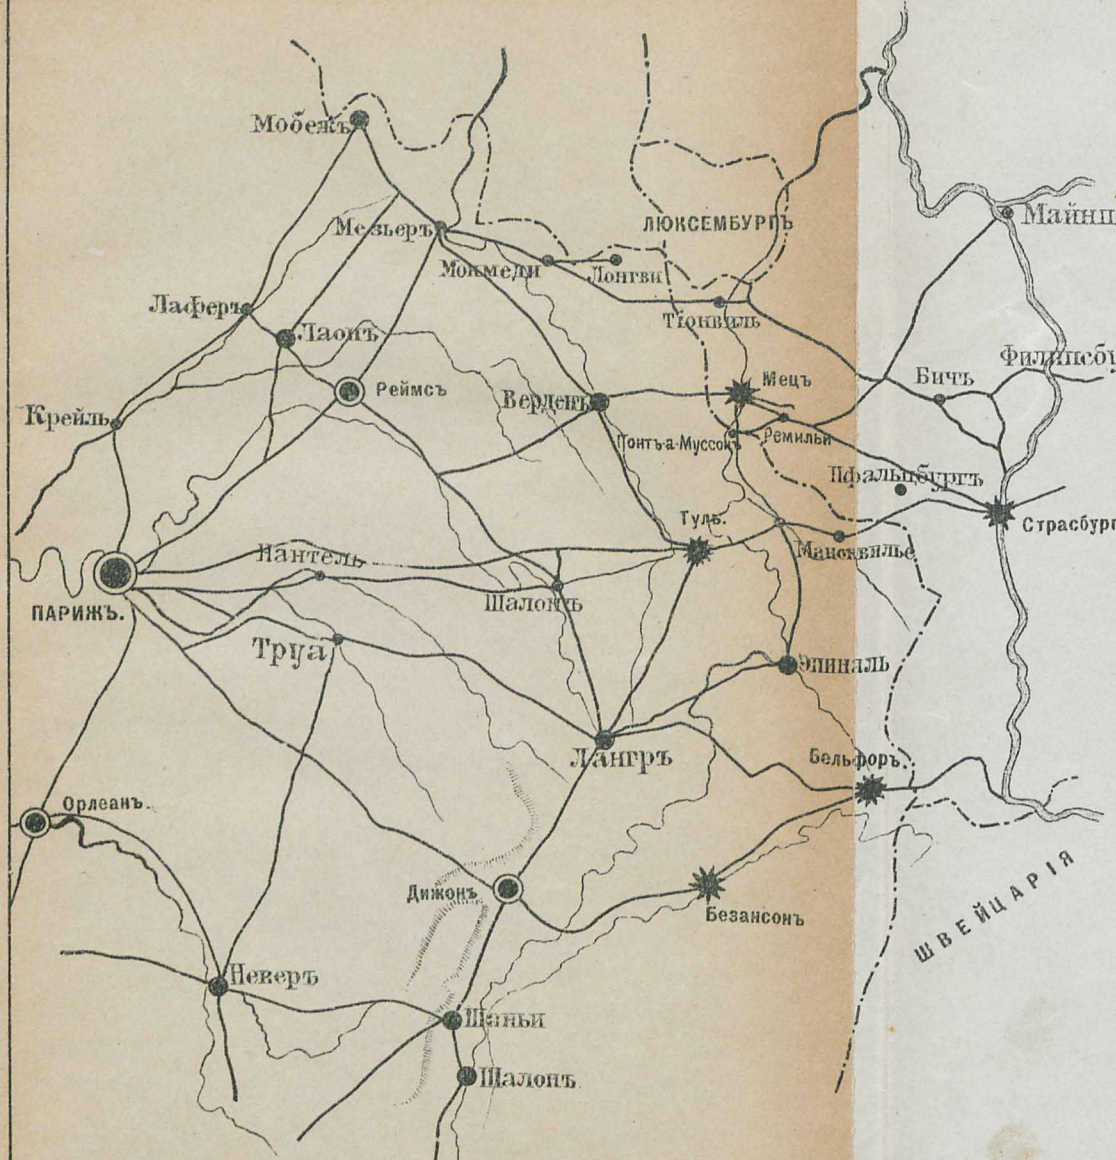 Мобежъ
Мезьеръ
ЛЮКСЕМБУРГЪ
Майнц
Монмеди
Лонгви
Лаферъ
Тіонвиль
Лаонъ
Филипсбу
Реймсъ
Верденъ
Мецъ
Бичъ
Крейль
Понтъ-а-Муссонъ
Ремильи
Пфальцбургъ
Тулъ.
Страсбург
Нантель
ПАРИЖЪ.
Шалонъ
Труа
Эпиналь
Лангръ
Бельфоръ.
Орлеанъ.
Дижонъ
Безансонъ
ШВЕЙЦАРІЯ
Неверъ
Шаньи
Шалонъ